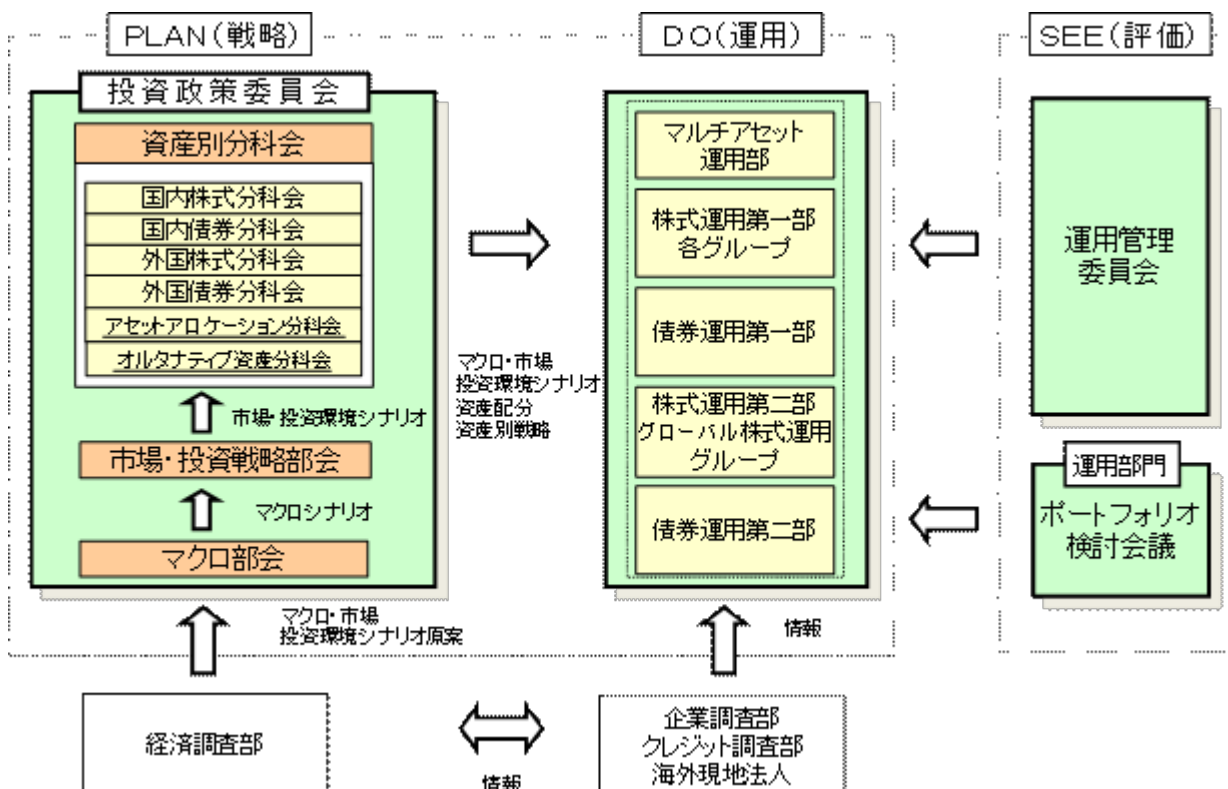 PLAN(戦略)
投資政策委員会
資産別分科会
国内株式分科会
国内債券分科会
外国株式分科会
外国債券分科会
アセットアロケーション分科会
オルタナティブ資産分科会
市場・投資環境シナリオ
市場・投資戦略部会
マクロシナリオ
マクロ部会
マクロ・市場
投資環境シナリオ原案
経済調査部
マクロ・市場
投資環境シナリオ
資産配分
資産別戦略
情報
DO(運用)
マルチアセット
運用部
株式運用第一部
各グループ
債券運用第一部
株式運用第二部
グローバル株式運用
グループ
債券運用第二部
情報
企業調査部
クレジット調査部
海外現地法人
SEE(評価)
運用管理
委員会
運用部門
ポートフォリオ
検討会議